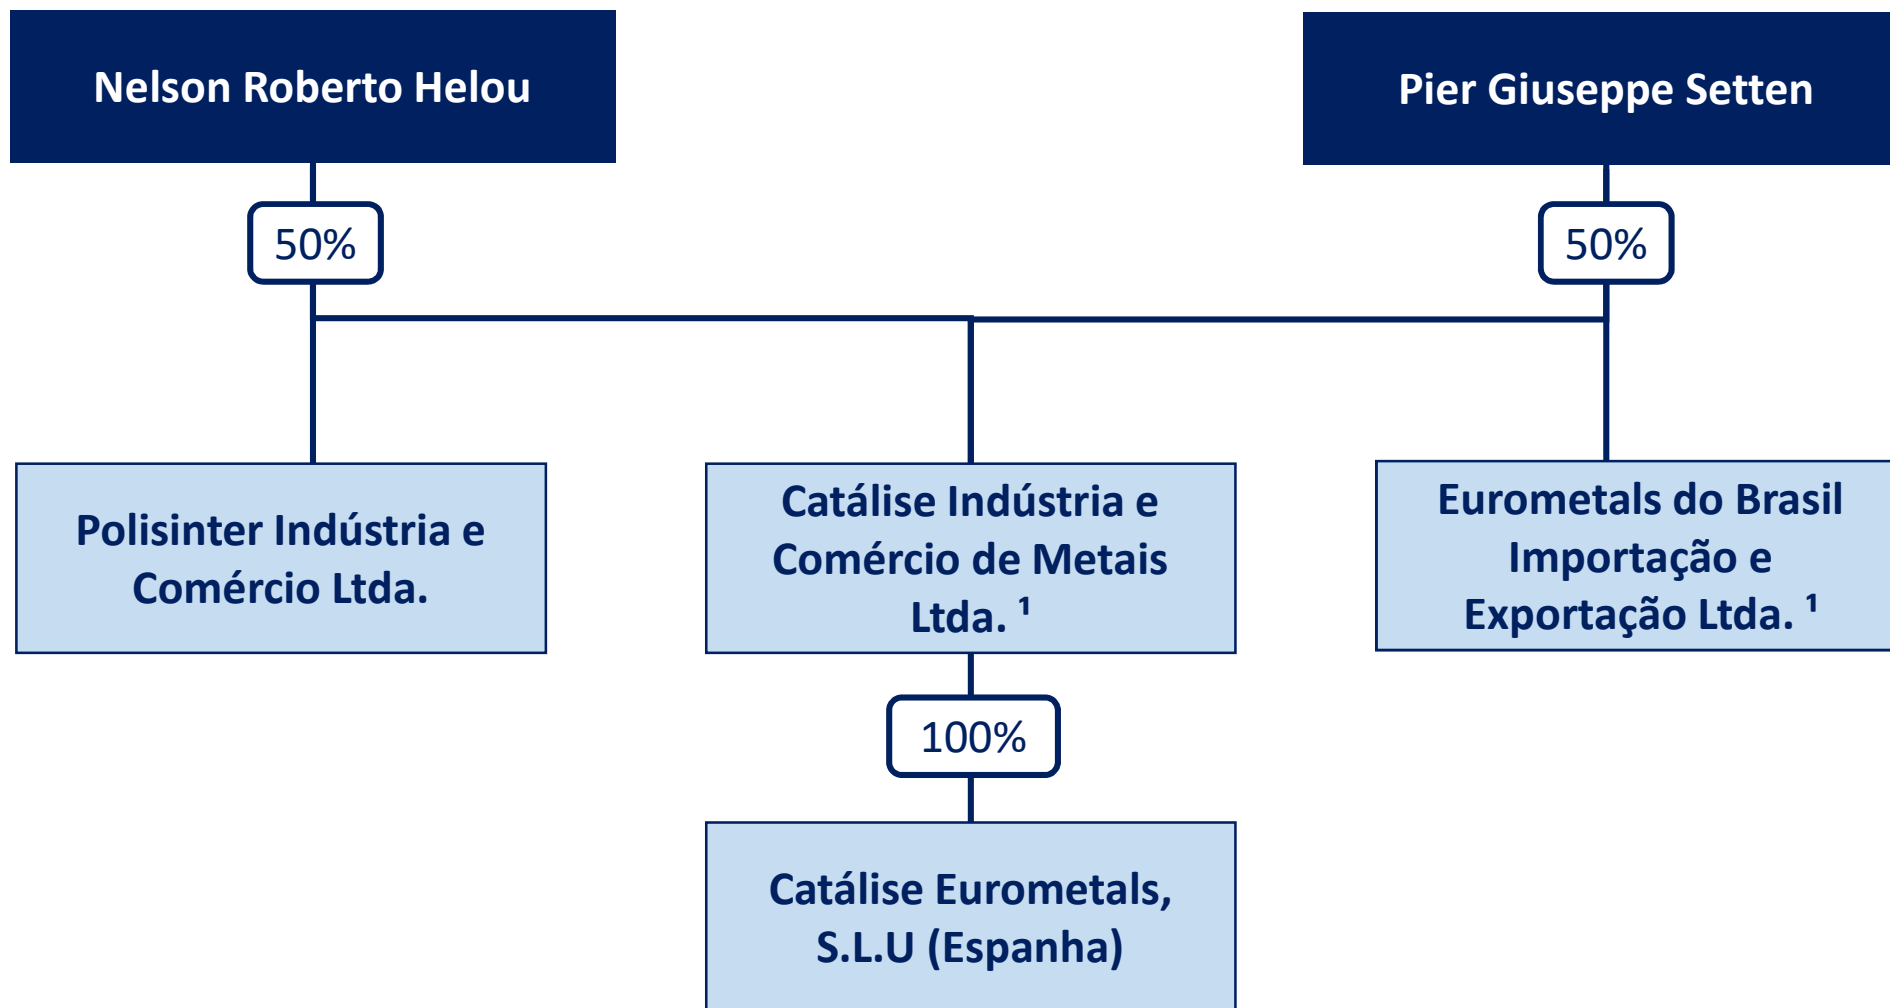 Nelson Roberto Helou
Pier Giuseppe Setten
50%
50%
Polisinter Indústria e
Comércio Ltda.
Catálise Indústria e
Comércio de Metais
Ltda. ¹
Eurometals do Brasil
Importação e
Exportação Ltda. ¹
100%
Catálise Eurometals,
S.L.U (Espanha)